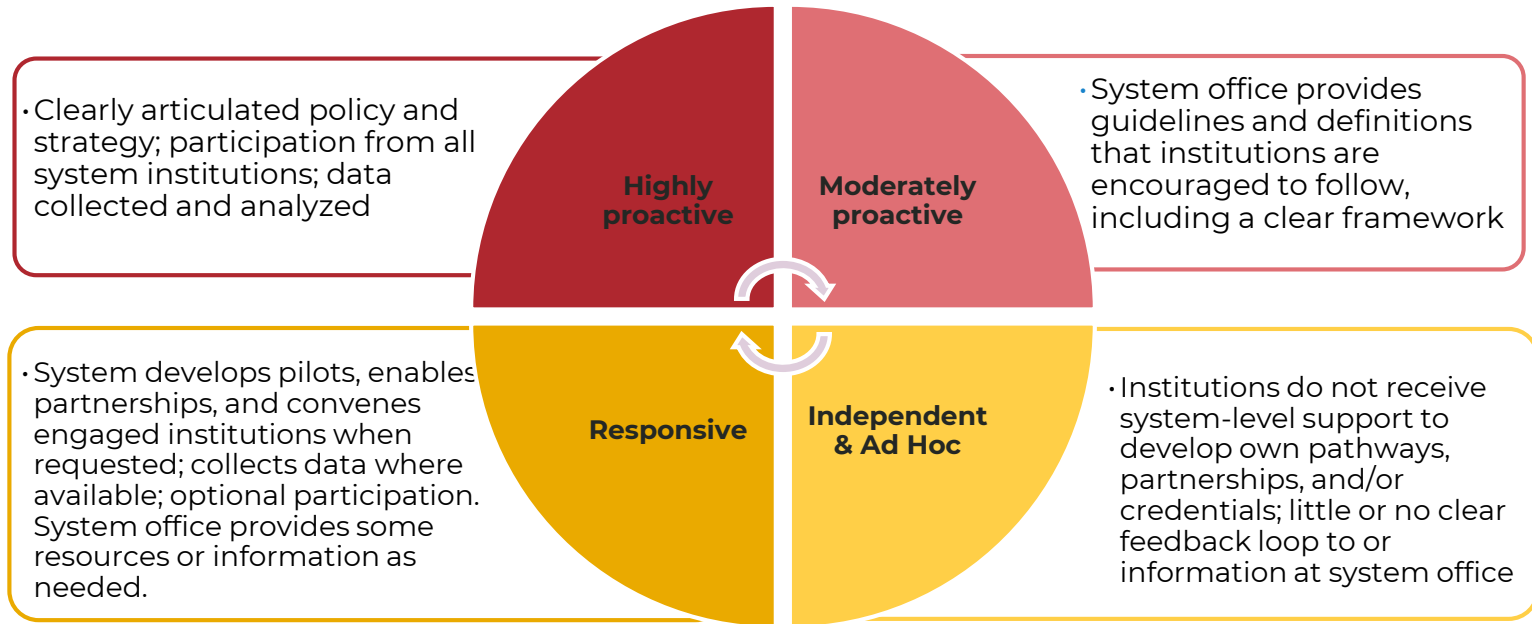 · Clearly articulated policy and
strategy; participation from all
system institutions; data
collected and analyzed
Highly
proactive
Moderately
proactive
· System office provides
guidelines and definitions
that institutions are
encouraged to follow,
including a clear framework
· System develops pilots, enables
partnerships, and convenes
engaged institutions when
requested; collects data where
available; optional participation.
System office provides some
resources or information as
needed.
Responsive
Independent
& Ad Hoc
· Institutions do not receive
system-level support to
develop own pathways,
partnerships, and/or
credentials; little or no clear
feedback loop to or
information at system office